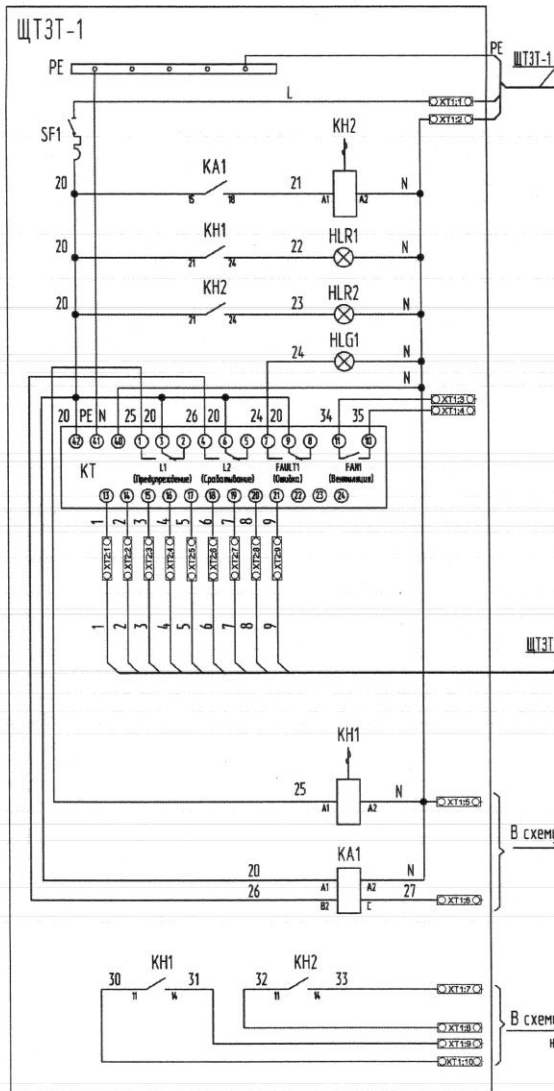 ЩТЗТ-1
PE
PE
ЩТЗТ-1
L
XT1:1
XT1:2
SF1
KH2
KA1
20
21
N
15
18
A1
A2
KH1
HLR1
20
22
N
21
24
KH2
HLR2
20
23
N
21
24
HLG1
24
N
N
XT1:3
XT1:4
20 PE N 25 20 26 20 24 20 34 35
42 41 40 1 3 2 4 6 5 7 9 8 11 10
KT
L1 L2 FAULT1 FAN1
(Предупреждение) (Срабатывание) (Ошибка) (Вентиляция)
13 14 15 16 17 18 19 20 21 22 23 24
1 2 3 4 5 6 7 8 9
XT2:1 XT2:2 XT2:3 XT2:4 XT2:5 XT2:6 XT2:7 XT2:8 XT2:9
1 2 3 4 5 6 7 8 9
ЩТЗТ
KH1
25
N
A1
A2
XT1:5
KA1
В схему
20
N
A1
A2
26
27
B2
C
XT1:6
KH1
KH2
30
31
32
33
11
14
11
14
XT1:7
XT1:8
XT1:9
XT1:10
В схему
н